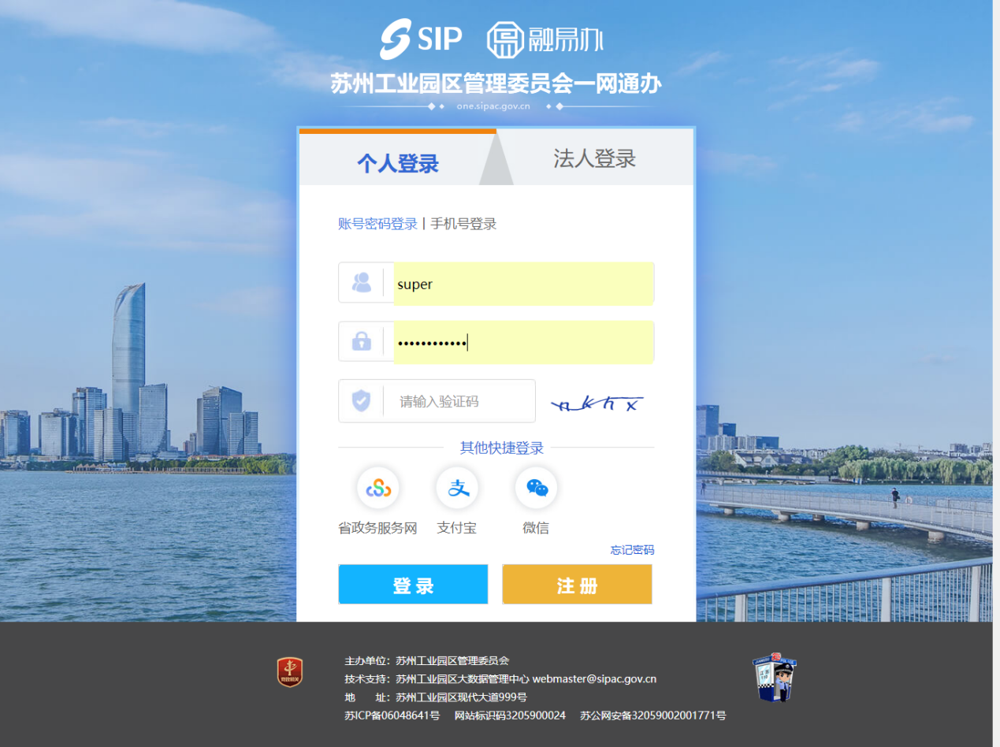 SIP 融易办
苏州工业园区管理委员会一网通办
one.sipac.gov.cn
个人登录 法人登录
账号密码登录 | 手机号登录
super
••••••••••••
请输入验证码 nkhx
其他快捷登录
省政务服务网 支付宝 微信
忘记密码
登 录 注 册
主办单位：苏州工业园区管理委员会
技术支持：苏州工业园区大数据管理中心 webmaster@sipac.gov.cn
地 址：苏州工业园区现代大道999号
苏ICP备06048641号 网站标识码3205900024 苏公网安备32059002001771号